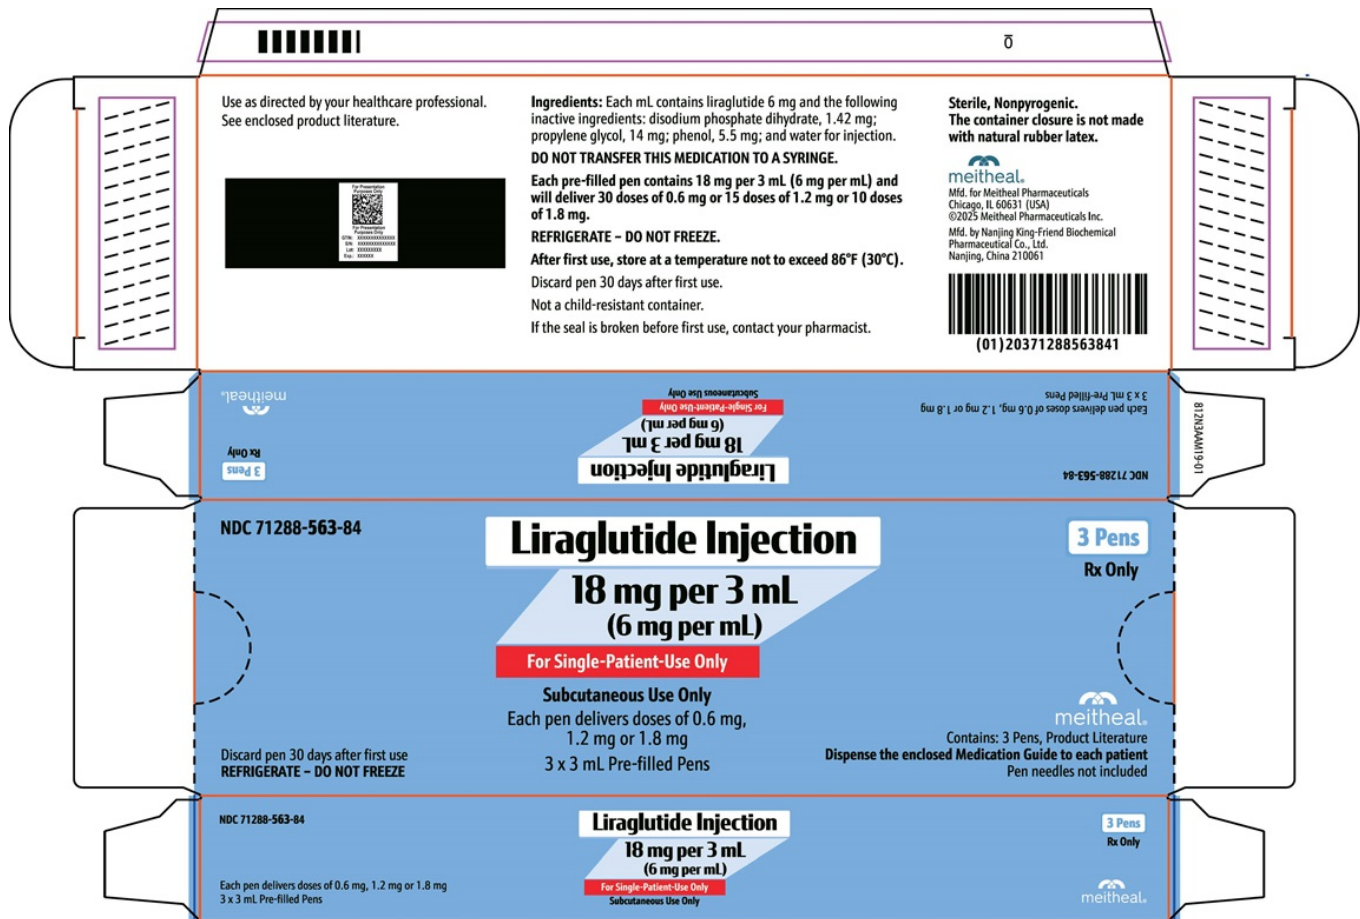 Use as directed by your healthcare professional.
See enclosed product literature.
For Presentation
Purposes Only
For Presentation
Purposes Only
GTIN: XXXXXXXXXXXXXX
S/N: XXXXXXXXXXXXXX
Lot: XXXXXXXXX
Exp.: XXXXXX
Ingredients: Each mL contains liraglutide 6 mg and the following
inactive ingredients: disodium phosphate dihydrate, 1.42 mg;
propylene glycol, 14 mg; phenol, 5.5 mg; and water for injection.
DO NOT TRANSFER THIS MEDICATION TO A SYRINGE.
Each pre-filled pen contains 18 mg per 3 mL (6 mg per mL) and
will deliver 30 doses of 0.6 mg or 15 doses of 1.2 mg or 10 doses
of 1.8 mg.
REFRIGERATE – DO NOT FREEZE.
After first use, store at a temperature not to exceed 86°F (30°C).
Discard pen 30 days after first use.
Not a child-resistant container.
If the seal is broken before first use, contact your pharmacist.
Sterile, Nonpyrogenic.
The container closure is not made
with natural rubber latex.
meitheal®
Mfd. for Meitheal Pharmaceuticals
Chicago, IL 60631 (USA)
©2025 Meitheal Pharmaceuticals Inc.
Mfd. by Nanjing King-Friend Biochemical
Pharmaceutical Co., Ltd.
Nanjing, China 210061
(01)20371288563841
NDC 71288-563-84
Liraglutide Injection
18 mg per 3 mL
(6 mg per mL)
For Single-Patient-Use Only
Subcutaneous Use Only
3 Pens
Rx Only
Each pen delivers doses of 0.6 mg, 1.2 mg or 1.8 mg
3 x 3 mL Pre-filled Pens
meitheal®
812N3AAM19-01
NDC 71288-563-84
Liraglutide Injection
18 mg per 3 mL
(6 mg per mL)
For Single-Patient-Use Only
Subcutaneous Use Only
Each pen delivers doses of 0.6 mg,
1.2 mg or 1.8 mg
3 x 3 mL Pre-filled Pens
3 Pens
Rx Only
Discard pen 30 days after first use
REFRIGERATE – DO NOT FREEZE
meitheal®
Contains: 3 Pens, Product Literature
Dispense the enclosed Medication Guide to each patient
Pen needles not included
NDC 71288-563-84
Liraglutide Injection
18 mg per 3 mL
(6 mg per mL)
For Single-Patient-Use Only
Subcutaneous Use Only
3 Pens
Rx Only
Each pen delivers doses of 0.6 mg, 1.2 mg or 1.8 mg
3 x 3 mL Pre-filled Pens
meitheal®